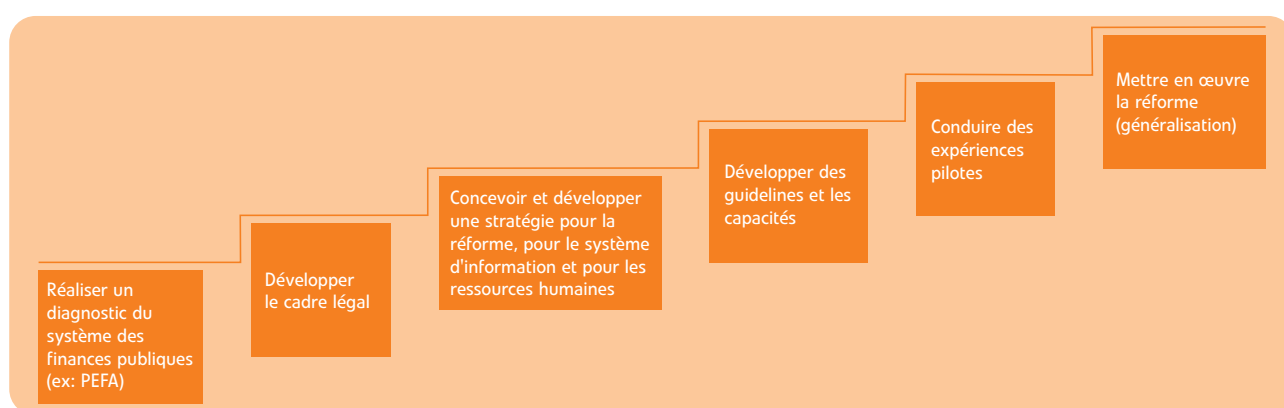 Réaliser un
diagnostic du
système des
finances publiques
(ex: PEFA)
Développer
le cadre légal
Concevoir et développer
une stratégie pour la
réforme, pour le système
d'information et pour les
ressources humaines
Développer des
guidelines et les
capacités
Conduire des
expériences
pilotes
Mettre en œuvre
la réforme
(généralisation)